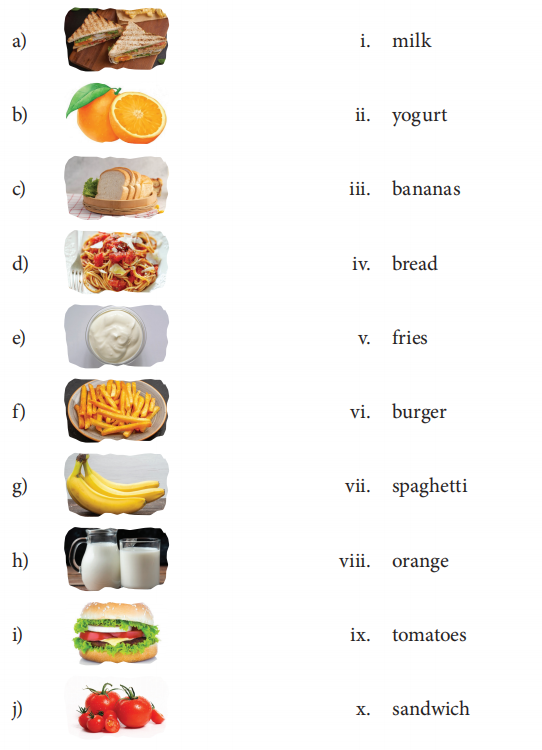 a) i. milk
b) ii. yogurt
c) iii. bananas
d) iv. bread
e) v. fries
f) vi. burger
g) vii. spaghetti
h) viii. orange
i) ix. tomatoes
j) x. sandwich